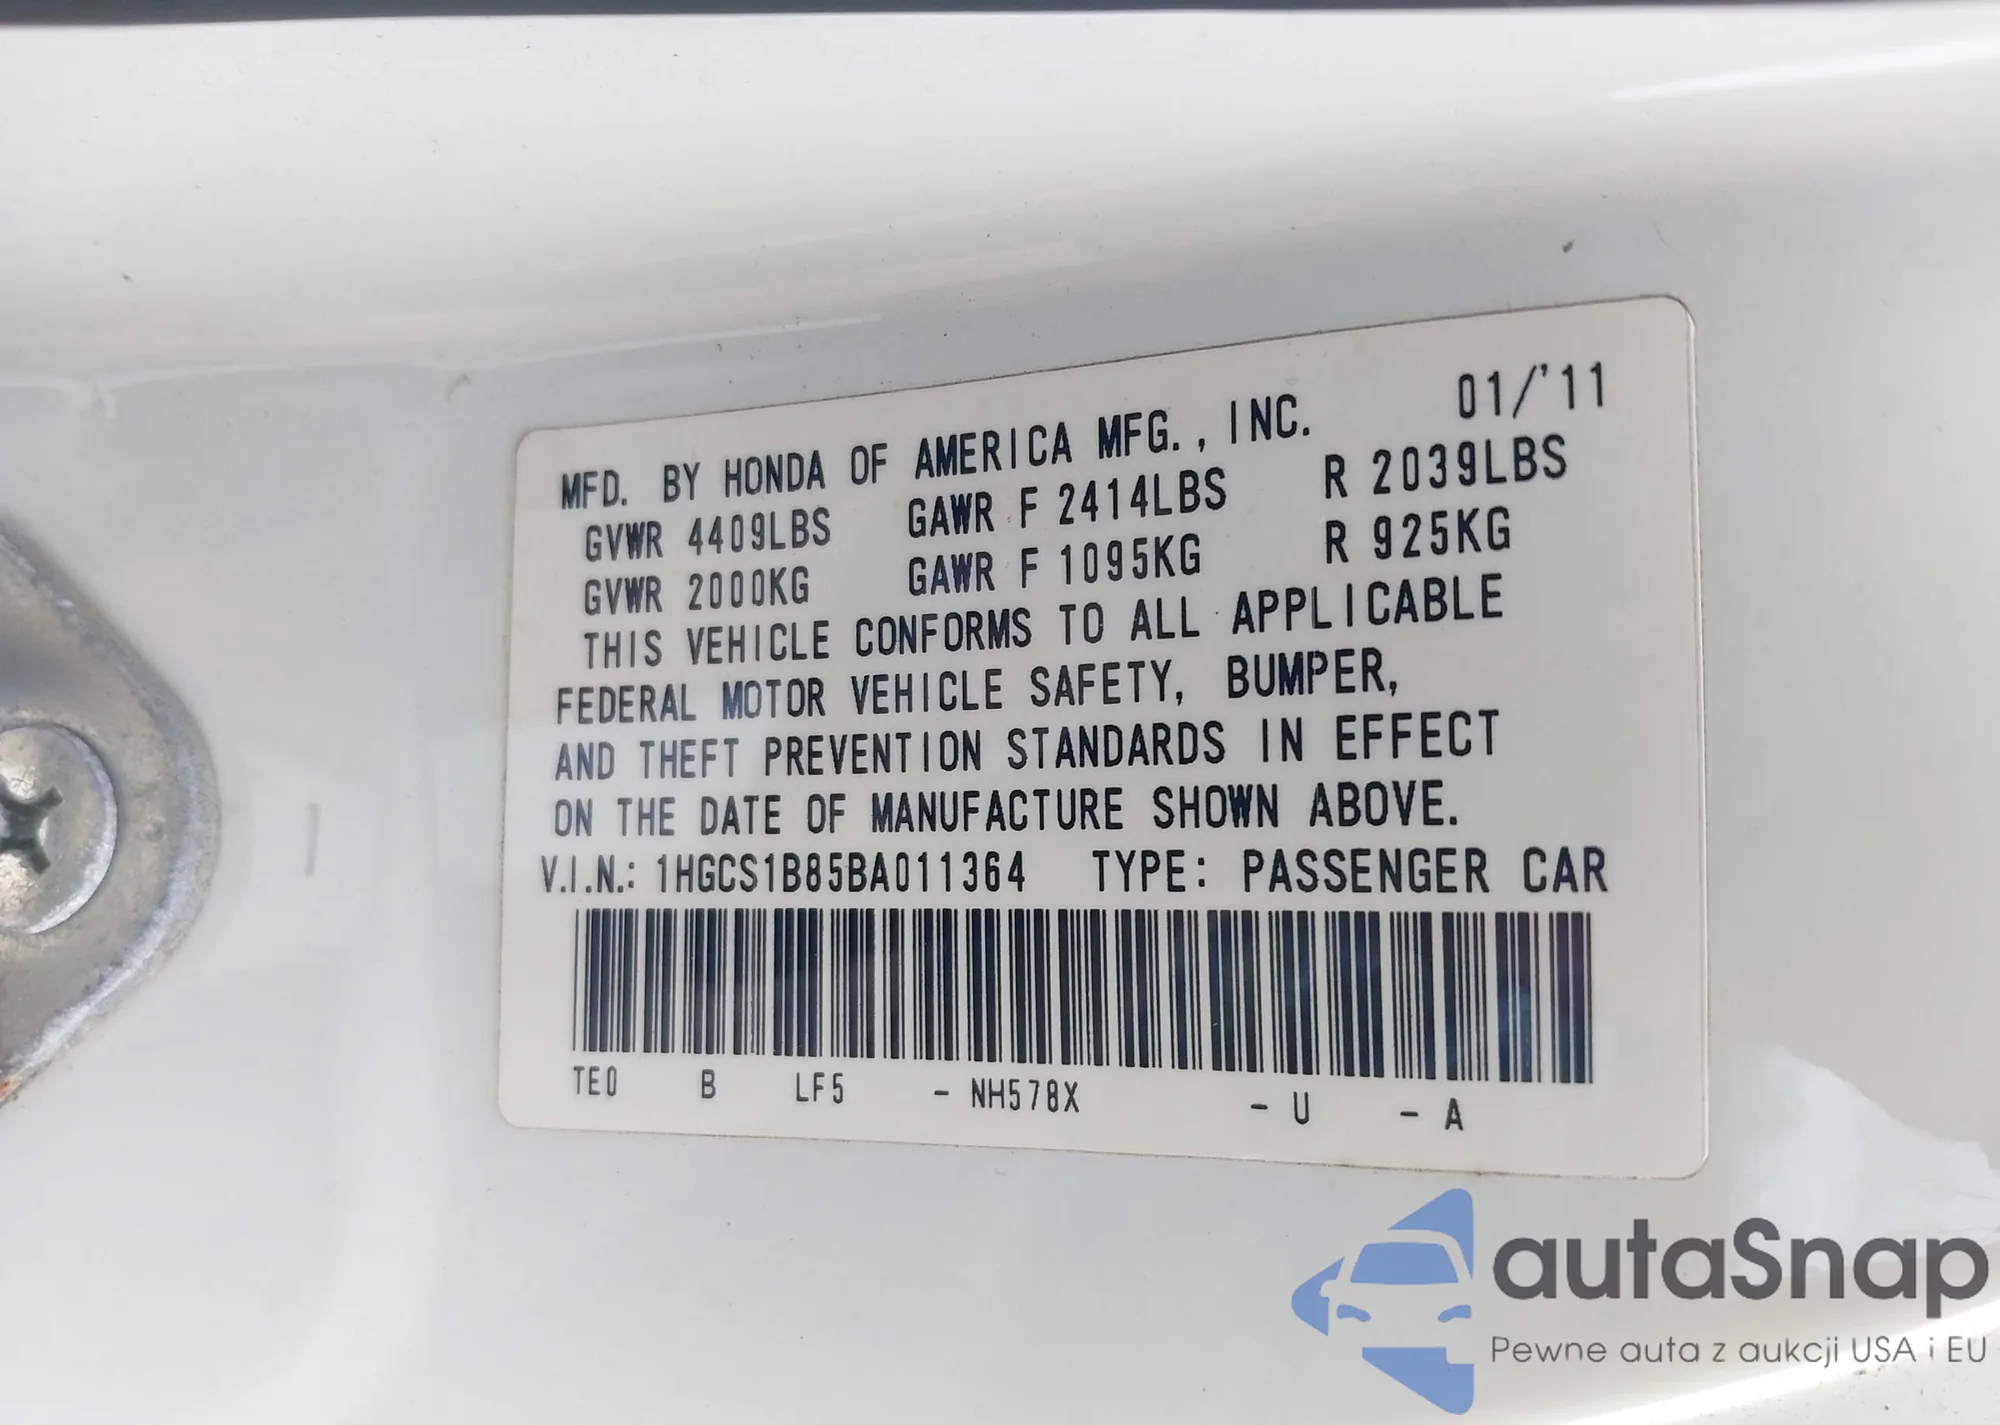 01/'11
MFD. BY HONDA OF AMERICA MFG., INC.
GVWR 4409LBS GAWR F 2414LBS R 2039LBS
GVWR 2000KG GAWR F 1095KG R 925KG
THIS VEHICLE CONFORMS TO ALL APPLICABLE
FEDERAL MOTOR VEHICLE SAFETY, BUMPER,
AND THEFT PREVENTION STANDARDS IN EFFECT
ON THE DATE OF MANUFACTURE SHOWN ABOVE.
V.I.N.: 1HGCS1B85BA011364 TYPE: PASSENGER CAR
TE0 B LF5 - NH578X - U - A
autaSnap
Pewne auta z aukcji USA i EU